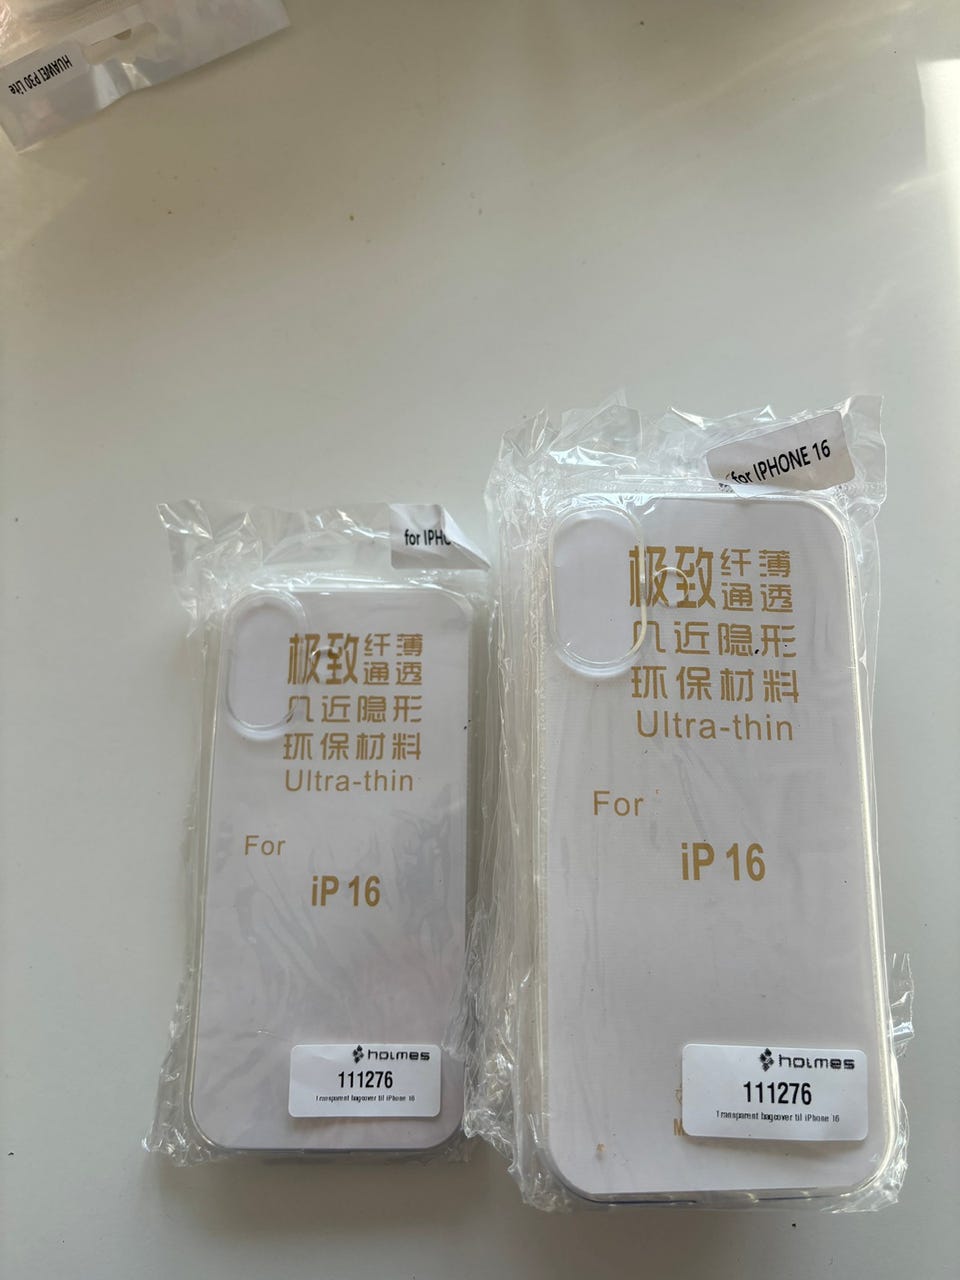 HUAWEI P30 Lite
for IPHO
极致 纤薄
通透
几近隐形
环保材料
Ultra-thin
For
iP 16
holmes
111276
Transparent bagcover til iPhone 16
for IPHONE 16
极致 纤薄
通透
几近隐形
环保材料
Ultra-thin
For
iP 16
holmes
111276
Transparent bagcover til iPhone 16